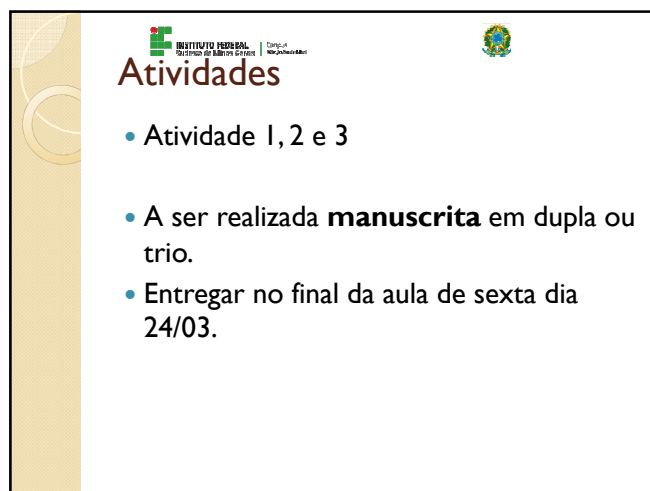 INSTITUTO FEDERAL
Atividades
• Atividade 1, 2 e 3
• A ser realizada manuscrita em dupla ou
trio.
• Entregar no final da aula de sexta dia
24/03.